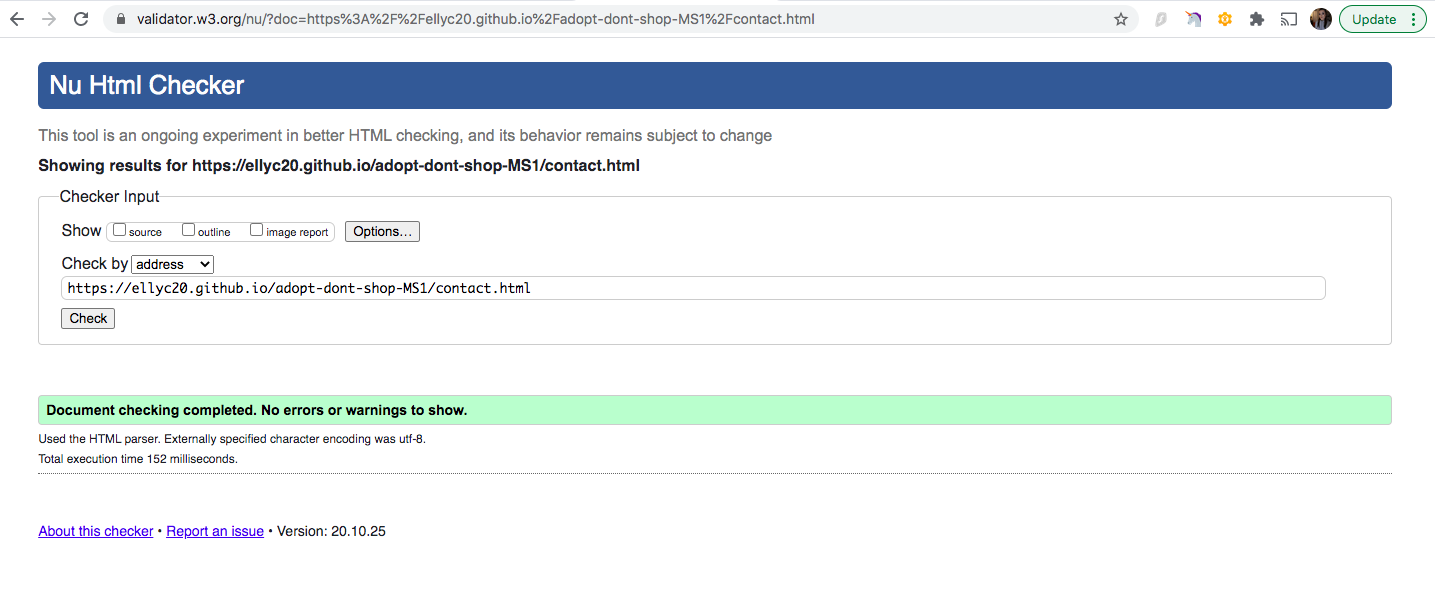 validator.w3.org/nu/?doc=https%3A%2F%2Fellyc20.github.io%2Fadopt-dont-shop-MS1%2Fcontact.html
Update
Nu Html Checker
This tool is an ongoing experiment in better HTML checking, and its behavior remains subject to change
Showing results for https://ellyc20.github.io/adopt-dont-shop-MS1/contact.html
Checker Input
Show source outline image report Options...
Check by address
https://ellyc20.github.io/adopt-dont-shop-MS1/contact.html
Check
Document checking completed. No errors or warnings to show.
Used the HTML parser. Externally specified character encoding was utf-8.
Total execution time 152 milliseconds.
About this checker • Report an issue • Version: 20.10.25